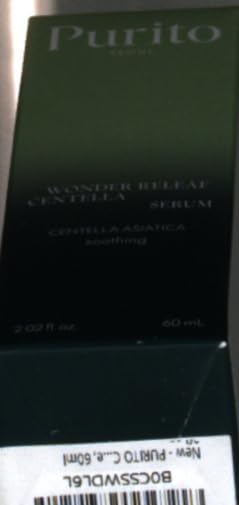 Purito
SEOUL
WONDER RELEAF
CENTELLA SERUM
CENTELLA ASIATICA
soothing
2.02 fl. oz. 60 mL
New - PURITO C...e, 60ml
B0CSSWDL6L